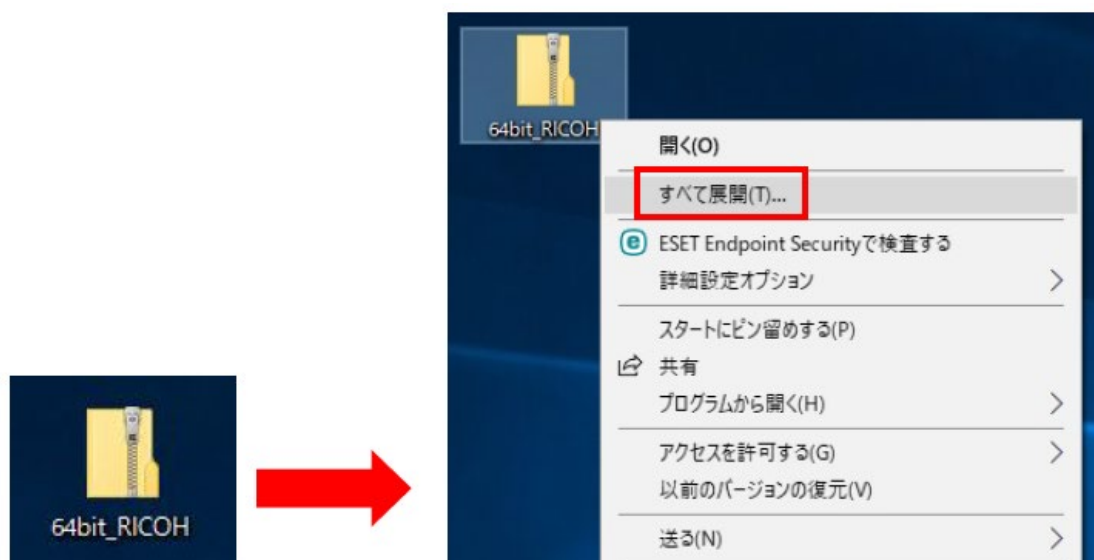 64bit_RICOH
開く(O)
すべて展開(T)...
ESET Endpoint Securityで検査する
詳細設定オプション
スタートにピン留めする(P)
共有
プログラムから開く(H)
アクセスを許可する(G)
以前のバージョンの復元(V)
送る(N)
64bit_RICOH